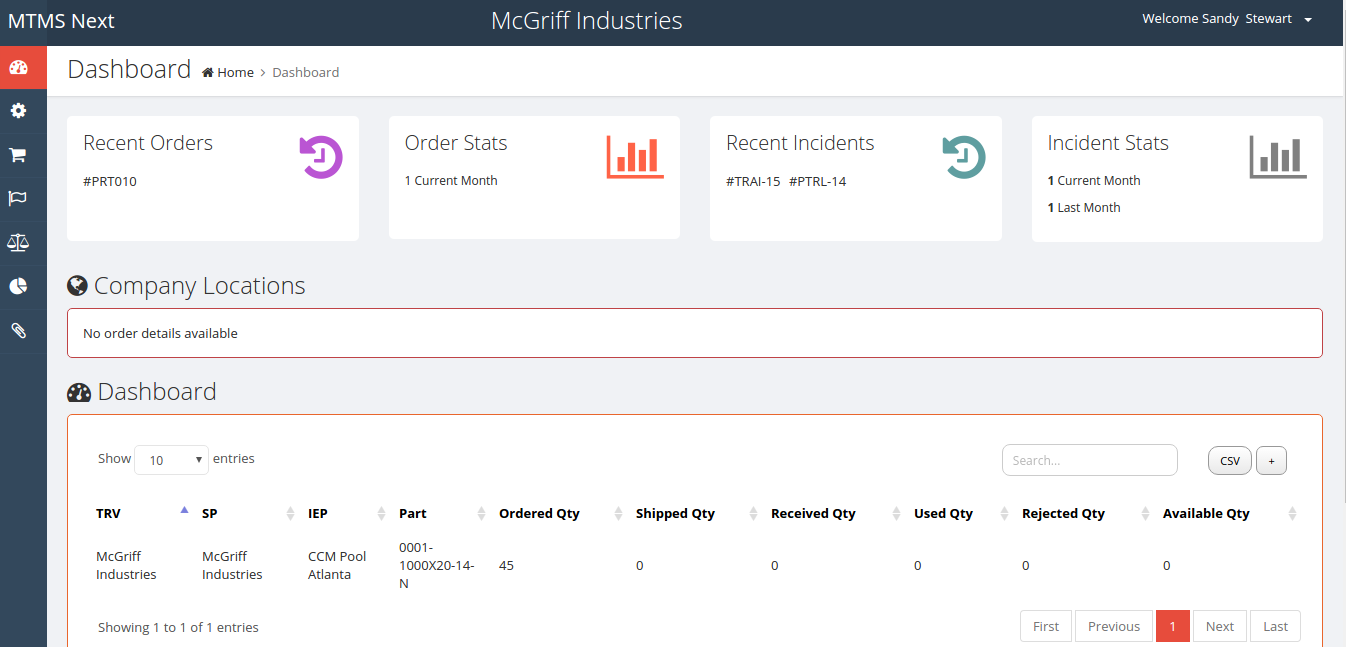 MTMS Next
McGriff Industries
Welcome Sandy Stewart
Dashboard Home > Dashboard
Recent Orders
#PRT010
Order Stats
1 Current Month
Recent Incidents
#TRAI-15 #PTRL-14
Incident Stats
1 Current Month
1 Last Month
Company Locations
No order details available
Dashboard
Show 10 entries
Search...
CSV
+
TRV SP IEP Part Ordered Qty Shipped Qty Received Qty Used Qty Rejected Qty Available Qty
McGriff Industries McGriff Industries CCM Pool Atlanta 0001-1000X20-14-N 45 0 0 0 0 0
Showing 1 to 1 of 1 entries
First Previous 1 Next Last